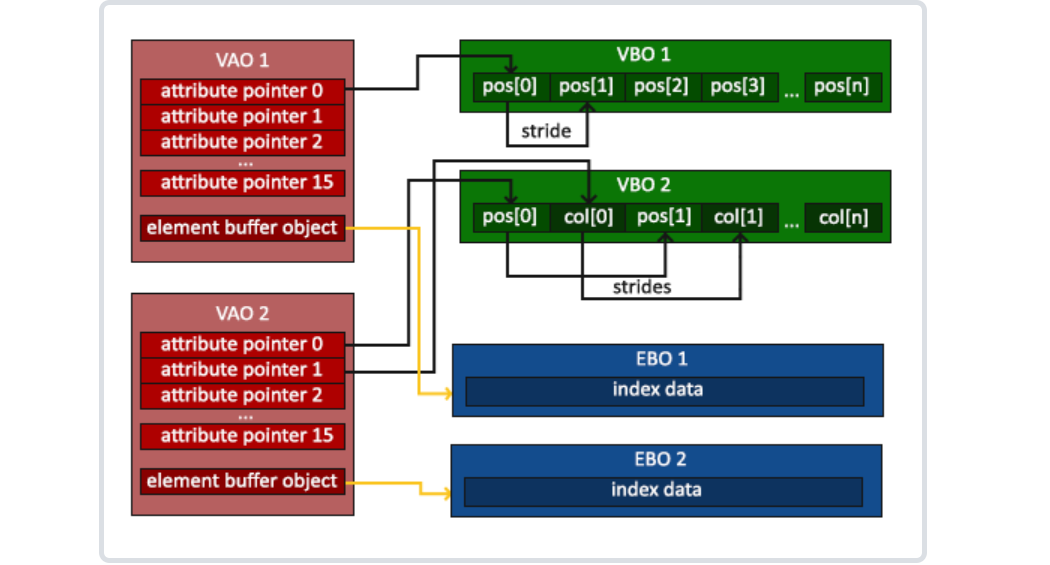 VAO 1
attribute pointer 0
attribute pointer 1
attribute pointer 2
...
attribute pointer 15
element buffer object
VBO 1
pos[0] pos[1] pos[2] pos[3] ... pos[n]
stride
VBO 2
pos[0] col[0] pos[1] col[1] ... col[n]
strides
VAO 2
attribute pointer 0
attribute pointer 1
attribute pointer 2
...
attribute pointer 15
element buffer object
EBO 1
index data
EBO 2
index data